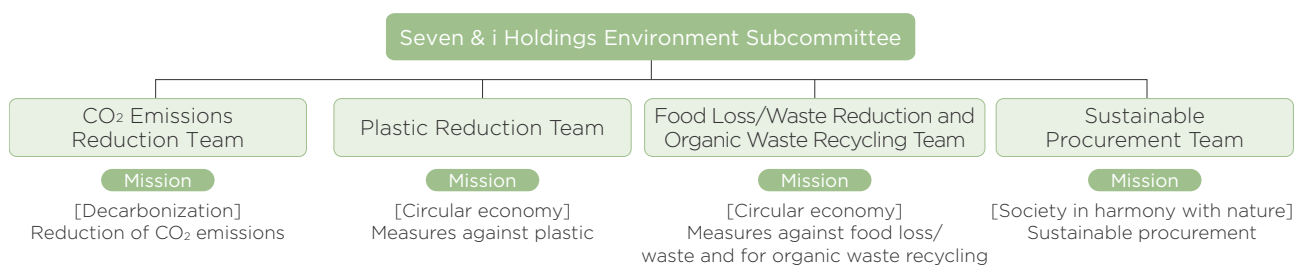 Seven & i Holdings Environment Subcommittee
CO₂ Emissions
Reduction Team
Mission
[Decarbonization]
Reduction of CO₂ emissions
Plastic Reduction Team
Mission
[Circular economy]
Measures against plastic
Food Loss/Waste Reduction and
Organic Waste Recycling Team
Mission
[Circular economy]
Measures against food loss/
waste and for organic waste recycling
Sustainable
Procurement Team
Mission
[Society in harmony with nature]
Sustainable procurement